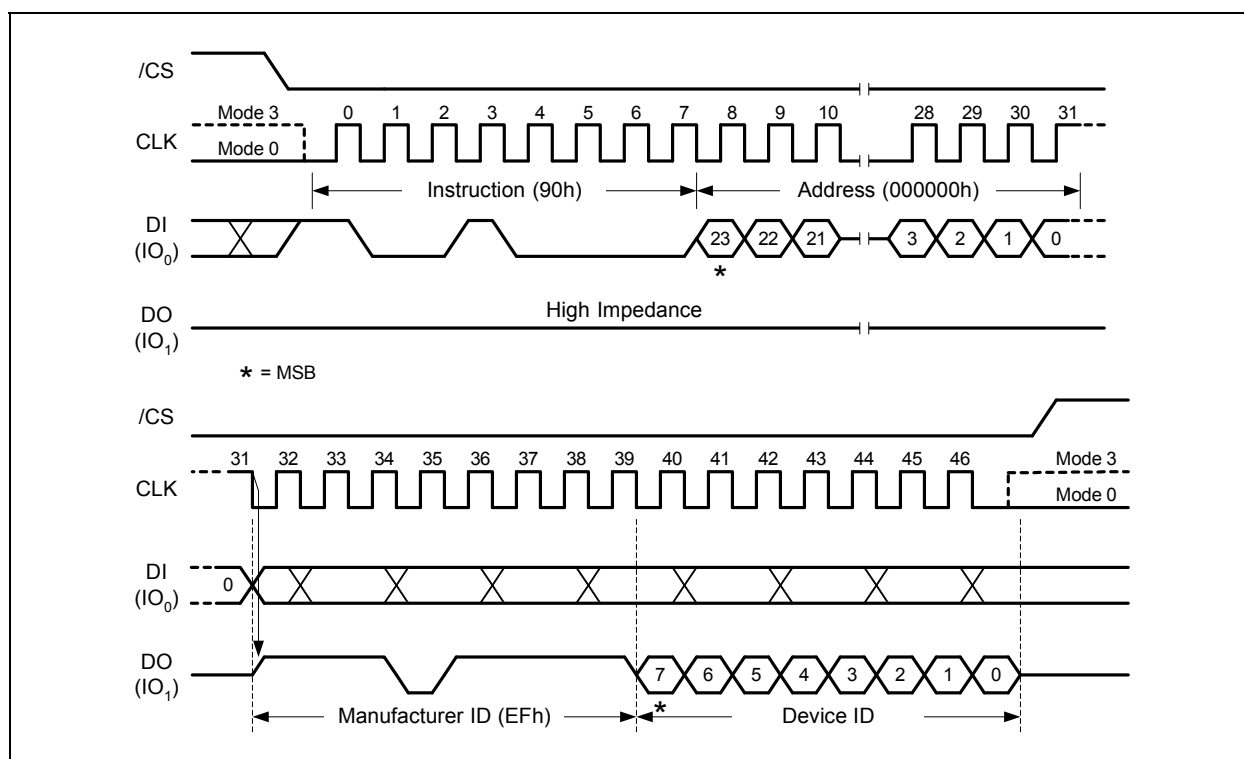 /CS
Mode 3 0 1 2 3 4 5 6 7 8 9 10 28 29 30 31
CLK
Mode 0
Instruction (90h) Address (000000h)
DI
(IO0) 23 22 21 3 2 1 0
*
High Impedance
DO
(IO1)
* = MSB
/CS
31 32 33 34 35 36 37 38 39 40 41 42 43 44 45 46 Mode 3
CLK
Mode 0
DI
(IO0) 0
DO
(IO1) 7 6 5 4 3 2 1 0
*
Manufacturer ID (EFh) Device ID